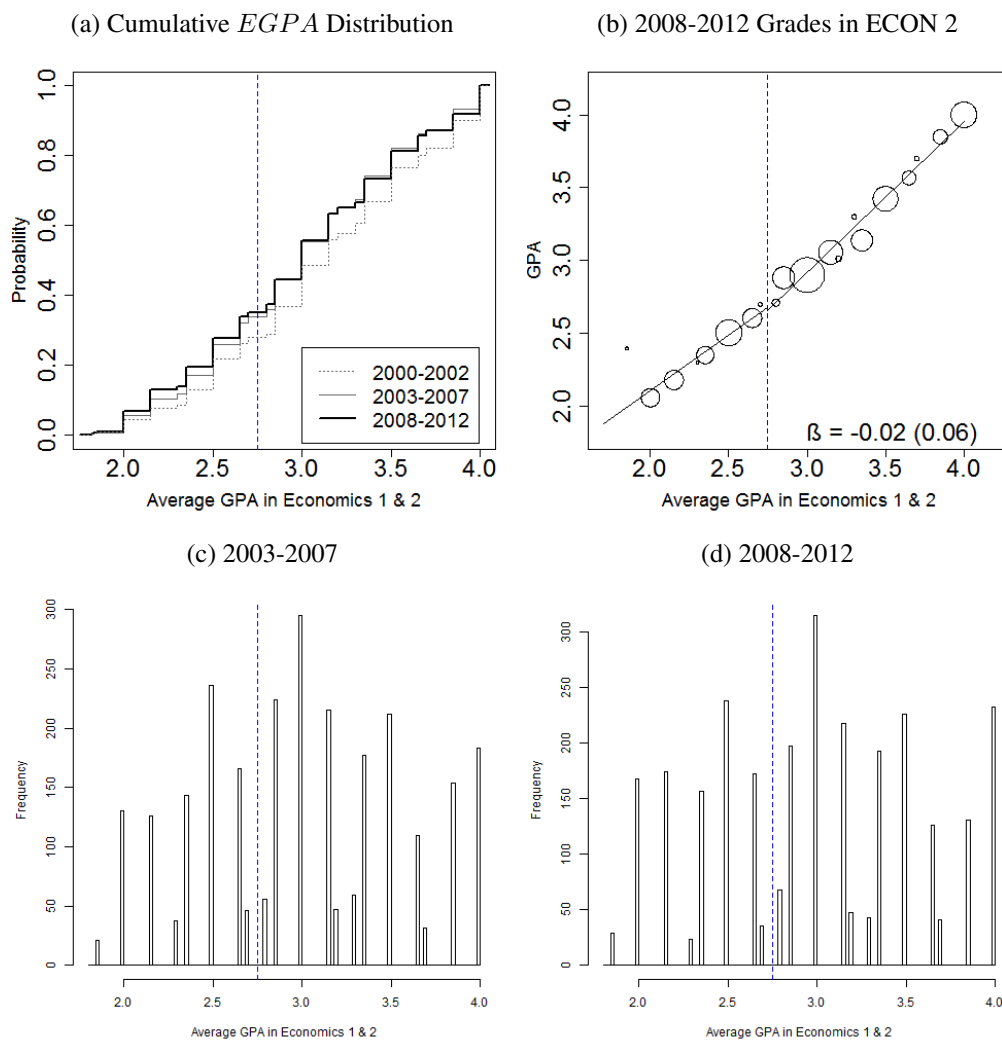 (a) Cumulative EGPA Distribution
(b) 2008-2012 Grades in ECON 2
Probability
0.0 0.2 0.4 0.6 0.8 1.0
2000-2002
2003-2007
2008-2012
2.0 2.5 3.0 3.5 4.0
Average GPA in Economics 1 & 2
GPA
2.0 2.5 3.0 3.5 4.0
ß = -0.02 (0.06)
2.0 2.5 3.0 3.5 4.0
Average GPA in Economics 1 & 2
(c) 2003-2007
(d) 2008-2012
Frequency
0 50 100 150 200 250 300
2.0 2.5 3.0 3.5 4.0
Average GPA in Economics 1 & 2
Frequency
0 50 100 150 200 250 300
2.0 2.5 3.0 3.5 4.0
Average GPA in Economics 1 & 2